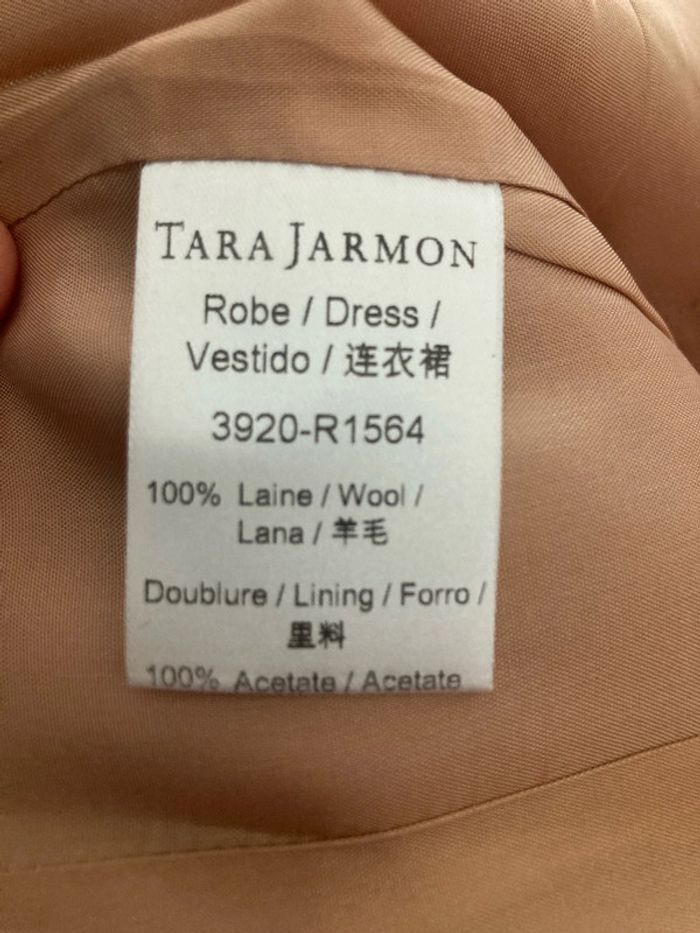 TARA JARMON
Robe / Dress /
Vestido / 连衣裙
3920-R1564
100% Laine / Wool /
Lana / 羊毛
Doublure / Lining / Forro /
里料
100% Acetate / Acetate